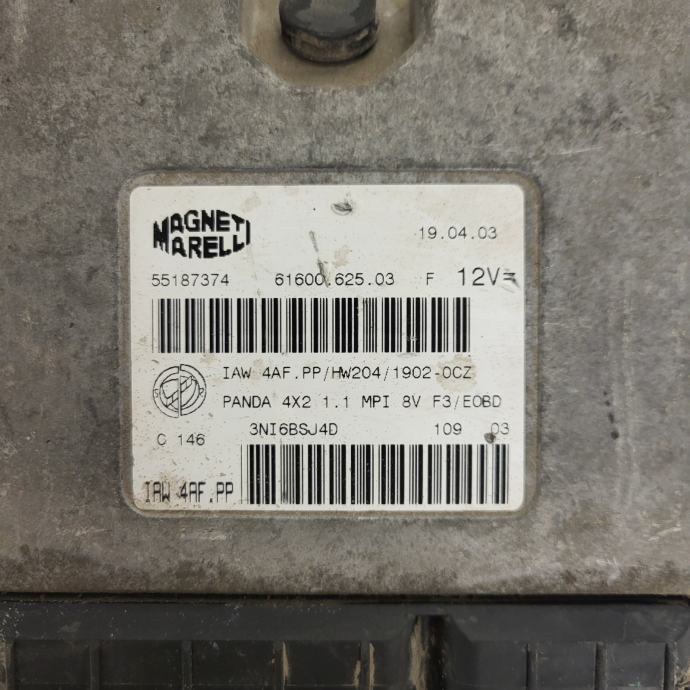 MAGNETI
MARELLI
19.04.03
55187374 61600.625.03 F 12V=
IAW 4AF.PP/HW204/1902-0CZ
PANDA 4X2 1.1 MPI 8V F3/EOBD
C 146 3NI6BSJ4D 109 03
IAW 4AF.PP